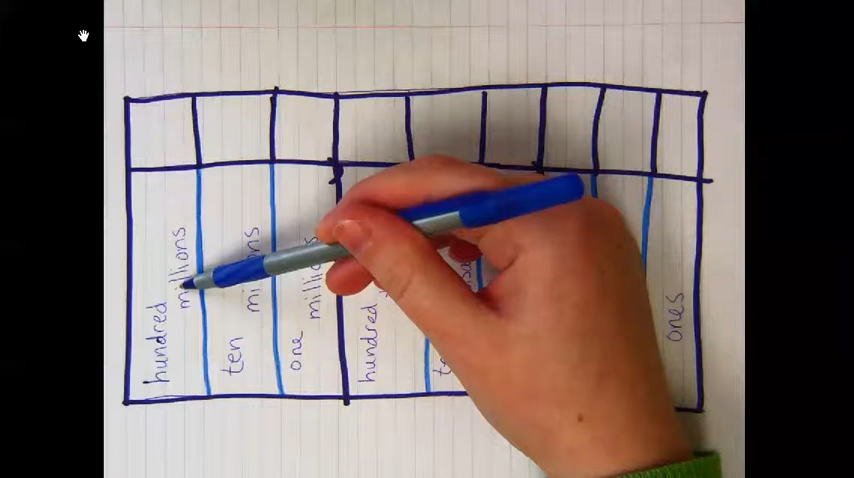 hundred
millions
ten
millions
one
millions
hundred
ones